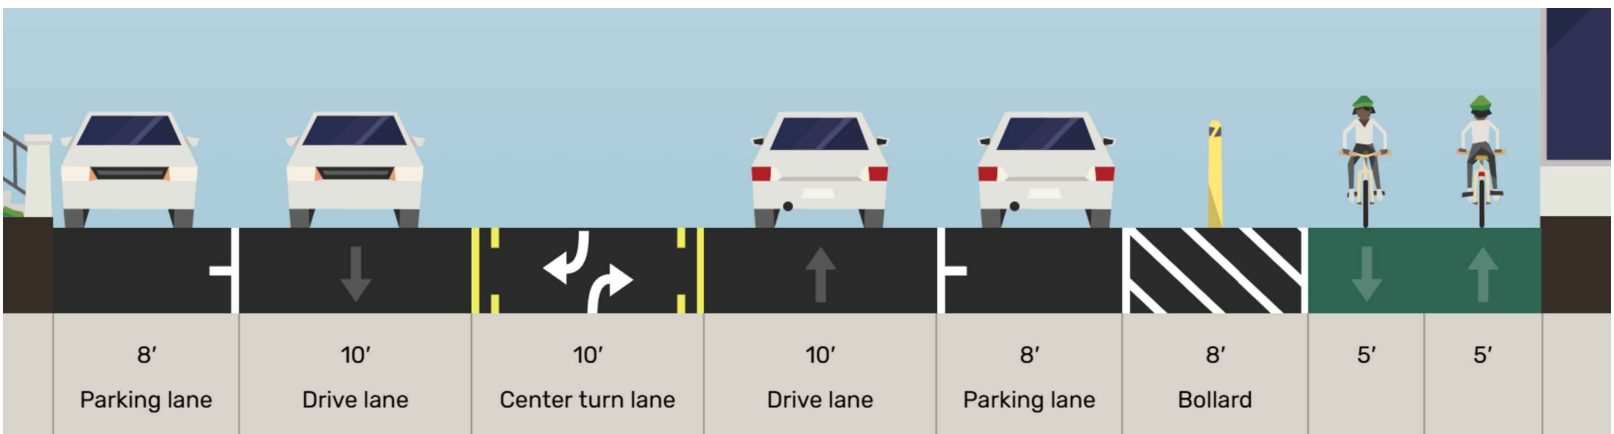 8′ 10′ 10′ 10′ 8′ 8′ 5′ 5′
Parking lane Drive lane Center turn lane Drive lane Parking lane Bollard